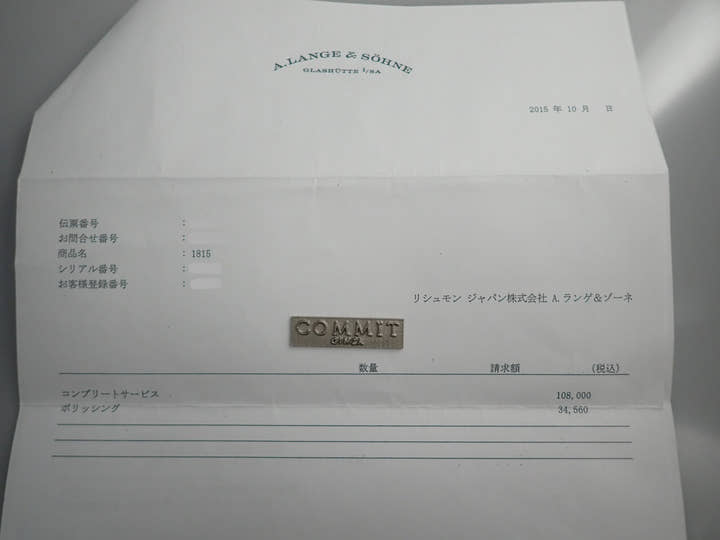 A. LANGE & SÖHNE
GLASHÜTTE I/SA
2015 年 10 月 日
伝票番号 :
お問合せ番号 :
商品名 : 1815
シリアル番号 :
お客様登録番号 :
リシュモン ジャパン株式会社 A. ランゲ&ゾーネ
COMMIT
GINZA
数量 請求額 (税込)
コンプリートサービス 108,000
ポリッシング 34,560